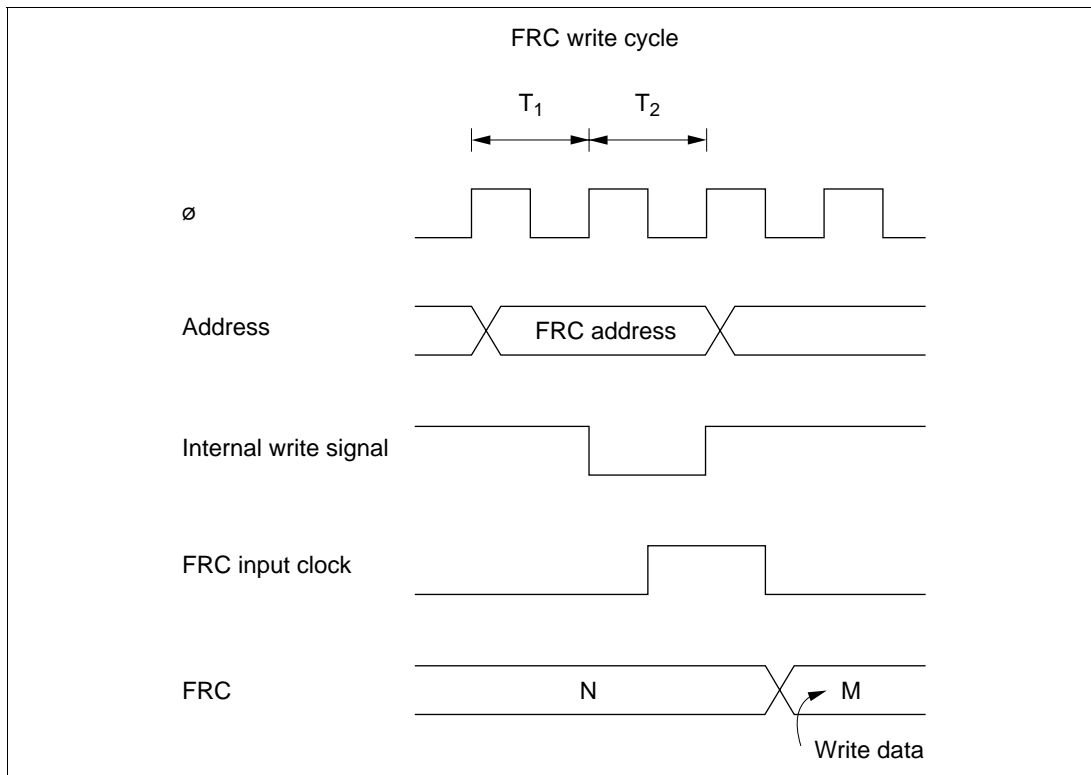 FRC write cycle
T1 T2
ø
Address
FRC address
Internal write signal
FRC input clock
FRC
N
M
Write data